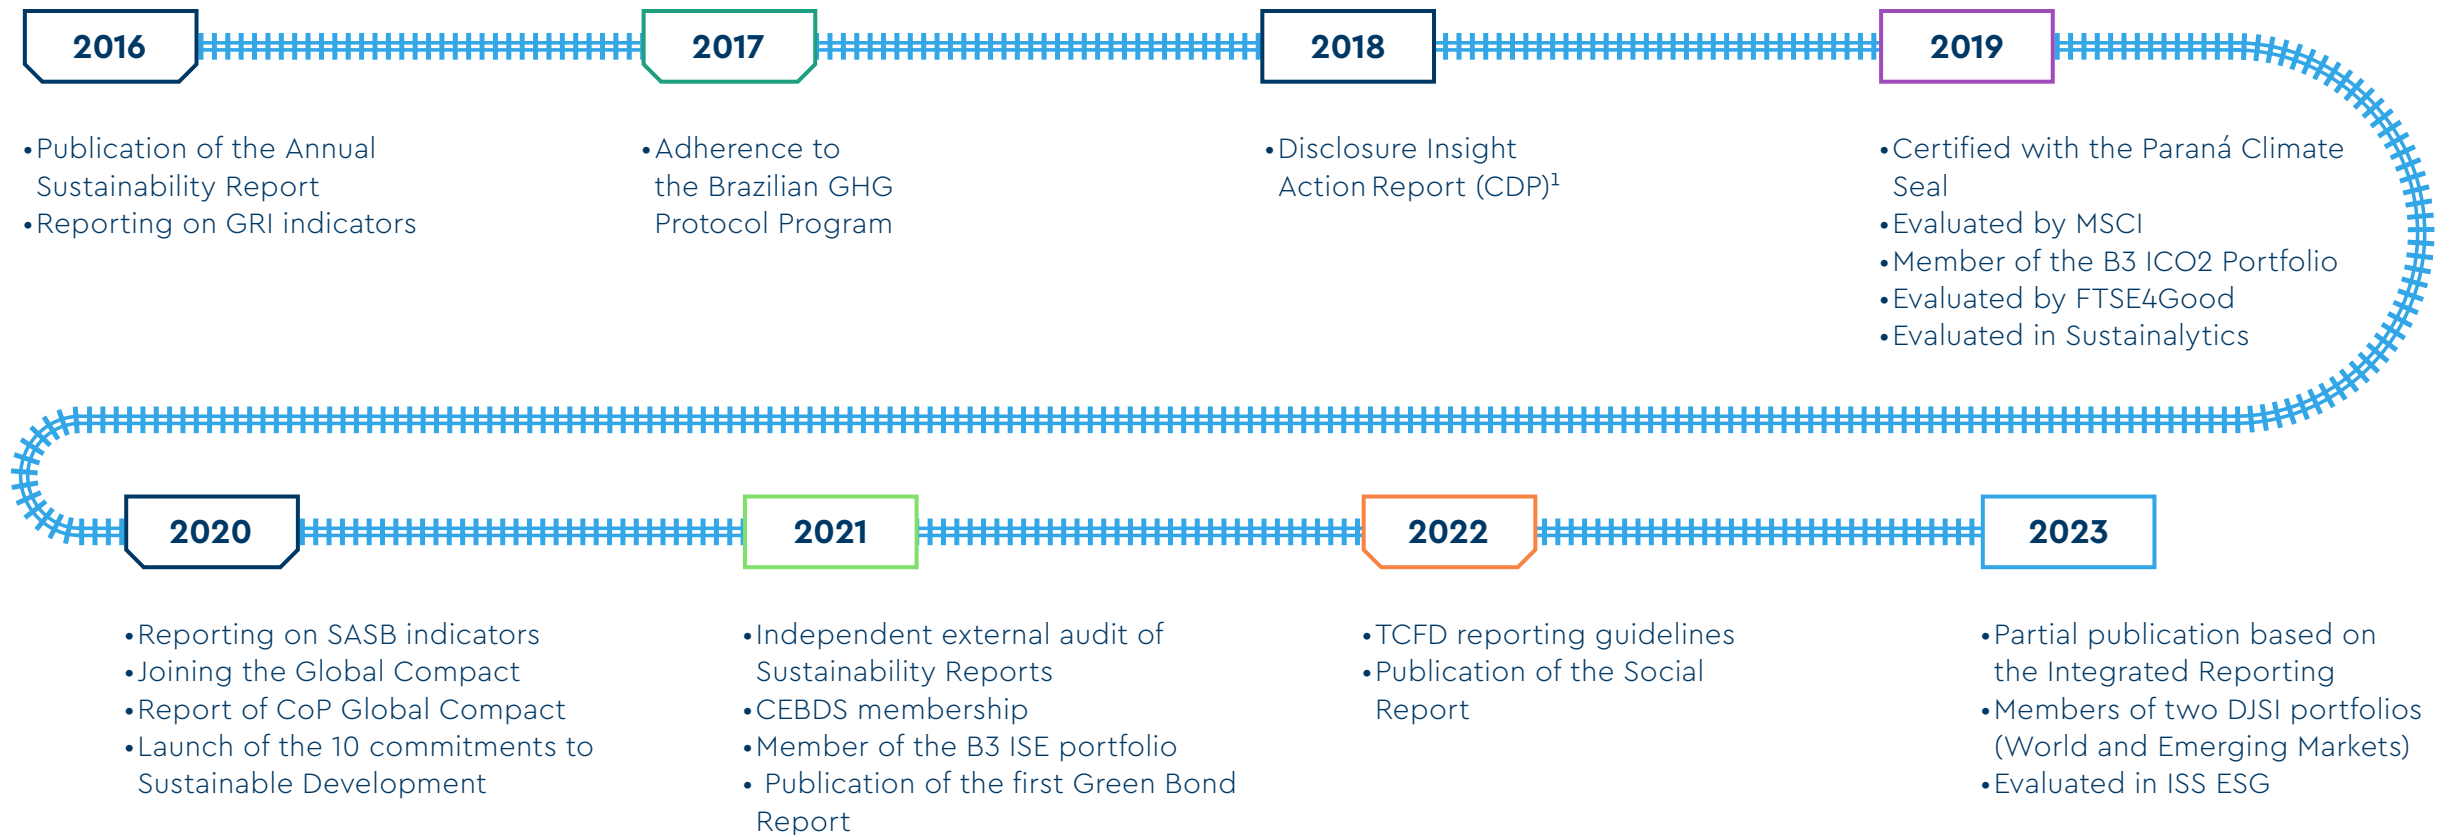 2016
2017
2018
2019
•Publication of the Annual
Sustainability Report
•Reporting on GRI indicators
•Adherence to
the Brazilian GHG
Protocol Program
•Disclosure Insight
Action Report (CDP)¹
•Certified with the Paraná Climate
Seal
•Evaluated by MSCI
•Member of the B3 ICO2 Portfolio
•Evaluated by FTSE4Good
•Evaluated in Sustainalytics
2020
2021
2022
2023
•Reporting on SASB indicators
•Joining the Global Compact
•Report of CoP Global Compact
•Launch of the 10 commitments to
Sustainable Development
•Independent external audit of
Sustainability Reports
•CEBDS membership
•Member of the B3 ISE portfolio
• Publication of the first Green Bond
Report
•TCFD reporting guidelines
•Publication of the Social
Report
•Partial publication based on
the Integrated Reporting
•Members of two DJSI portfolios
(World and Emerging Markets)
•Evaluated in ISS ESG